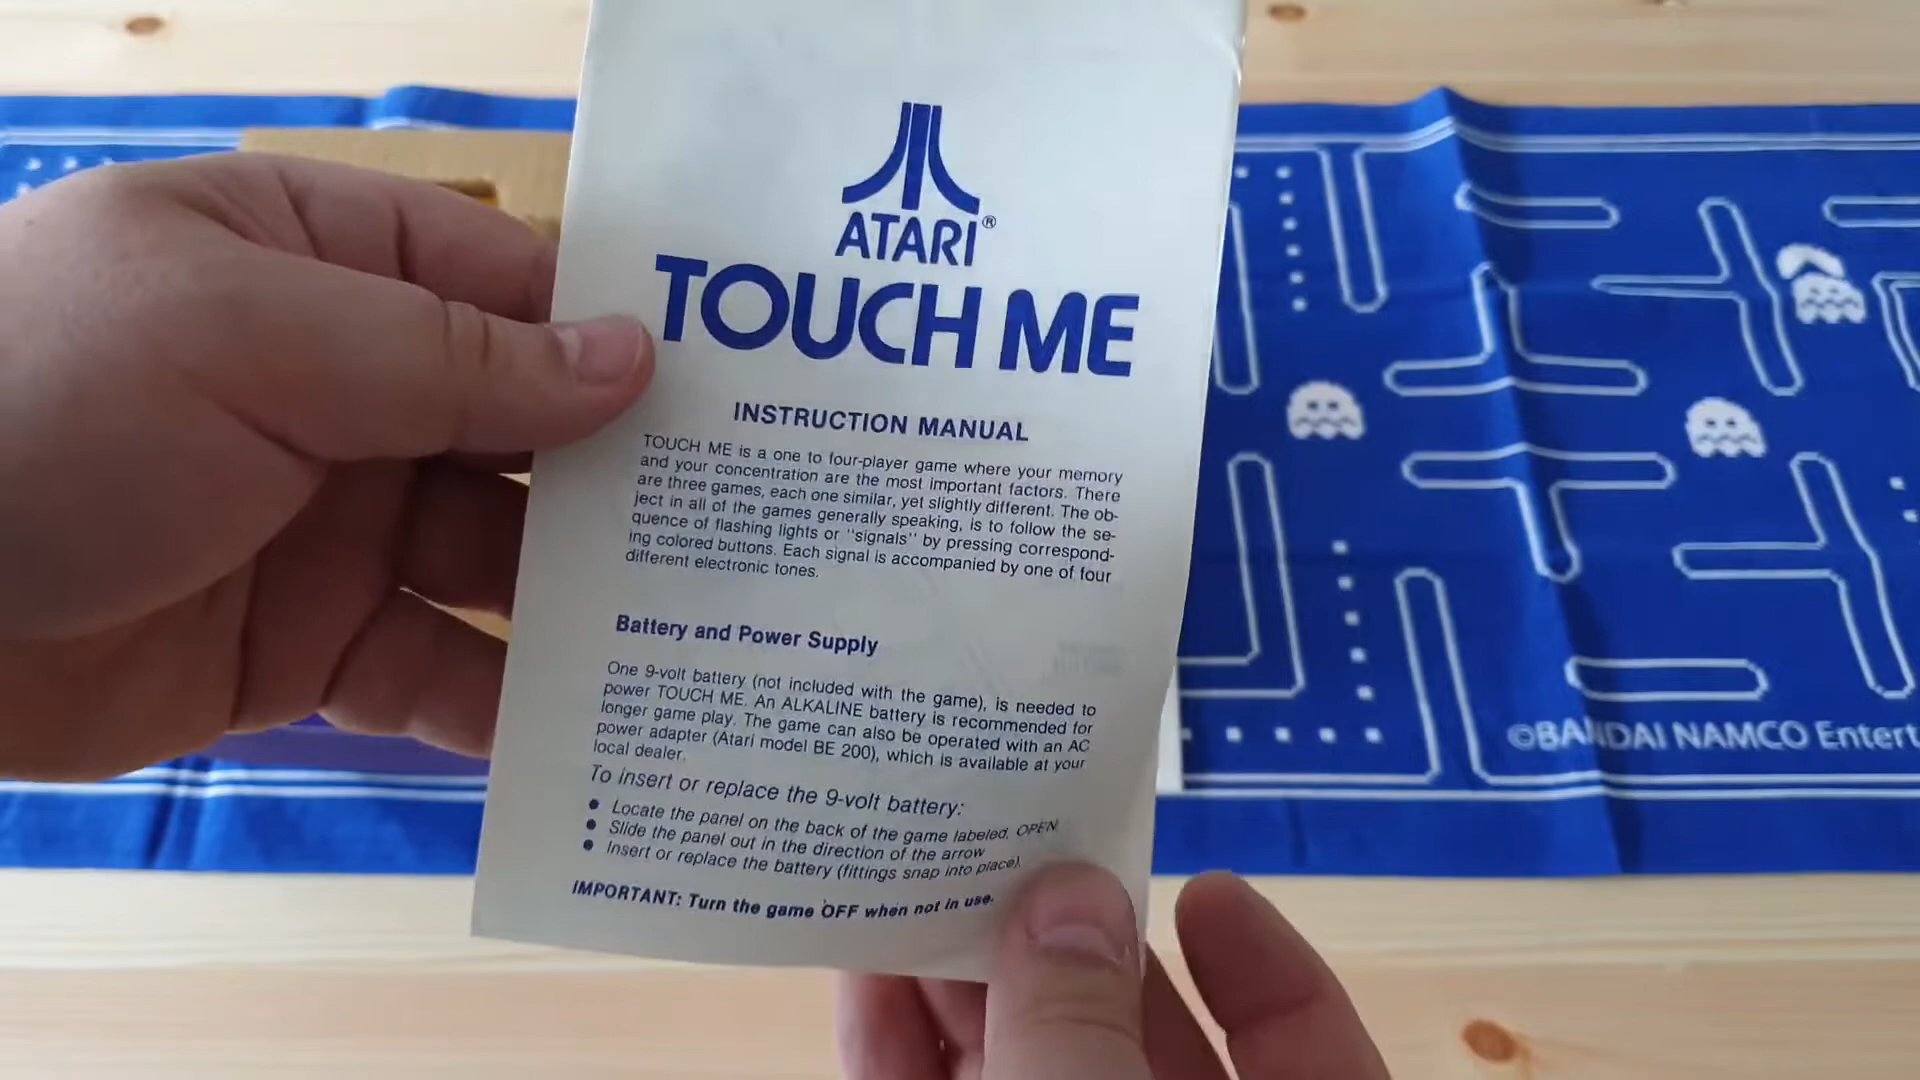 ATARI®
TOUCH ME
INSTRUCTION MANUAL
TOUCH ME is a one to four-player game where your memory
and your concentration are the most important factors. There
are three games, each one similar, yet slightly different. The ob-
ject in all of the games generally speaking, is to follow the se-
quence of flashing lights or "signals" by pressing correspond-
ing colored buttons. Each signal is accompanied by one of four
different electronic tones.
Battery and Power Supply
One 9-volt battery (not included with the game), is needed to
power TOUCH ME. An ALKALINE battery is recommended for
longer game play. The game can also be operated with an AC
power adapter (Atari model BE 200), which is available at your
local dealer.
To insert or replace the 9-volt battery:
● Locate the panel on the back of the game labeled, OPEN
● Slide the panel out in the direction of the arrow
● Insert or replace the battery (fittings snap into place).
IMPORTANT: Turn the game OFF when not in use.
©BANDAI NAMCO Entert